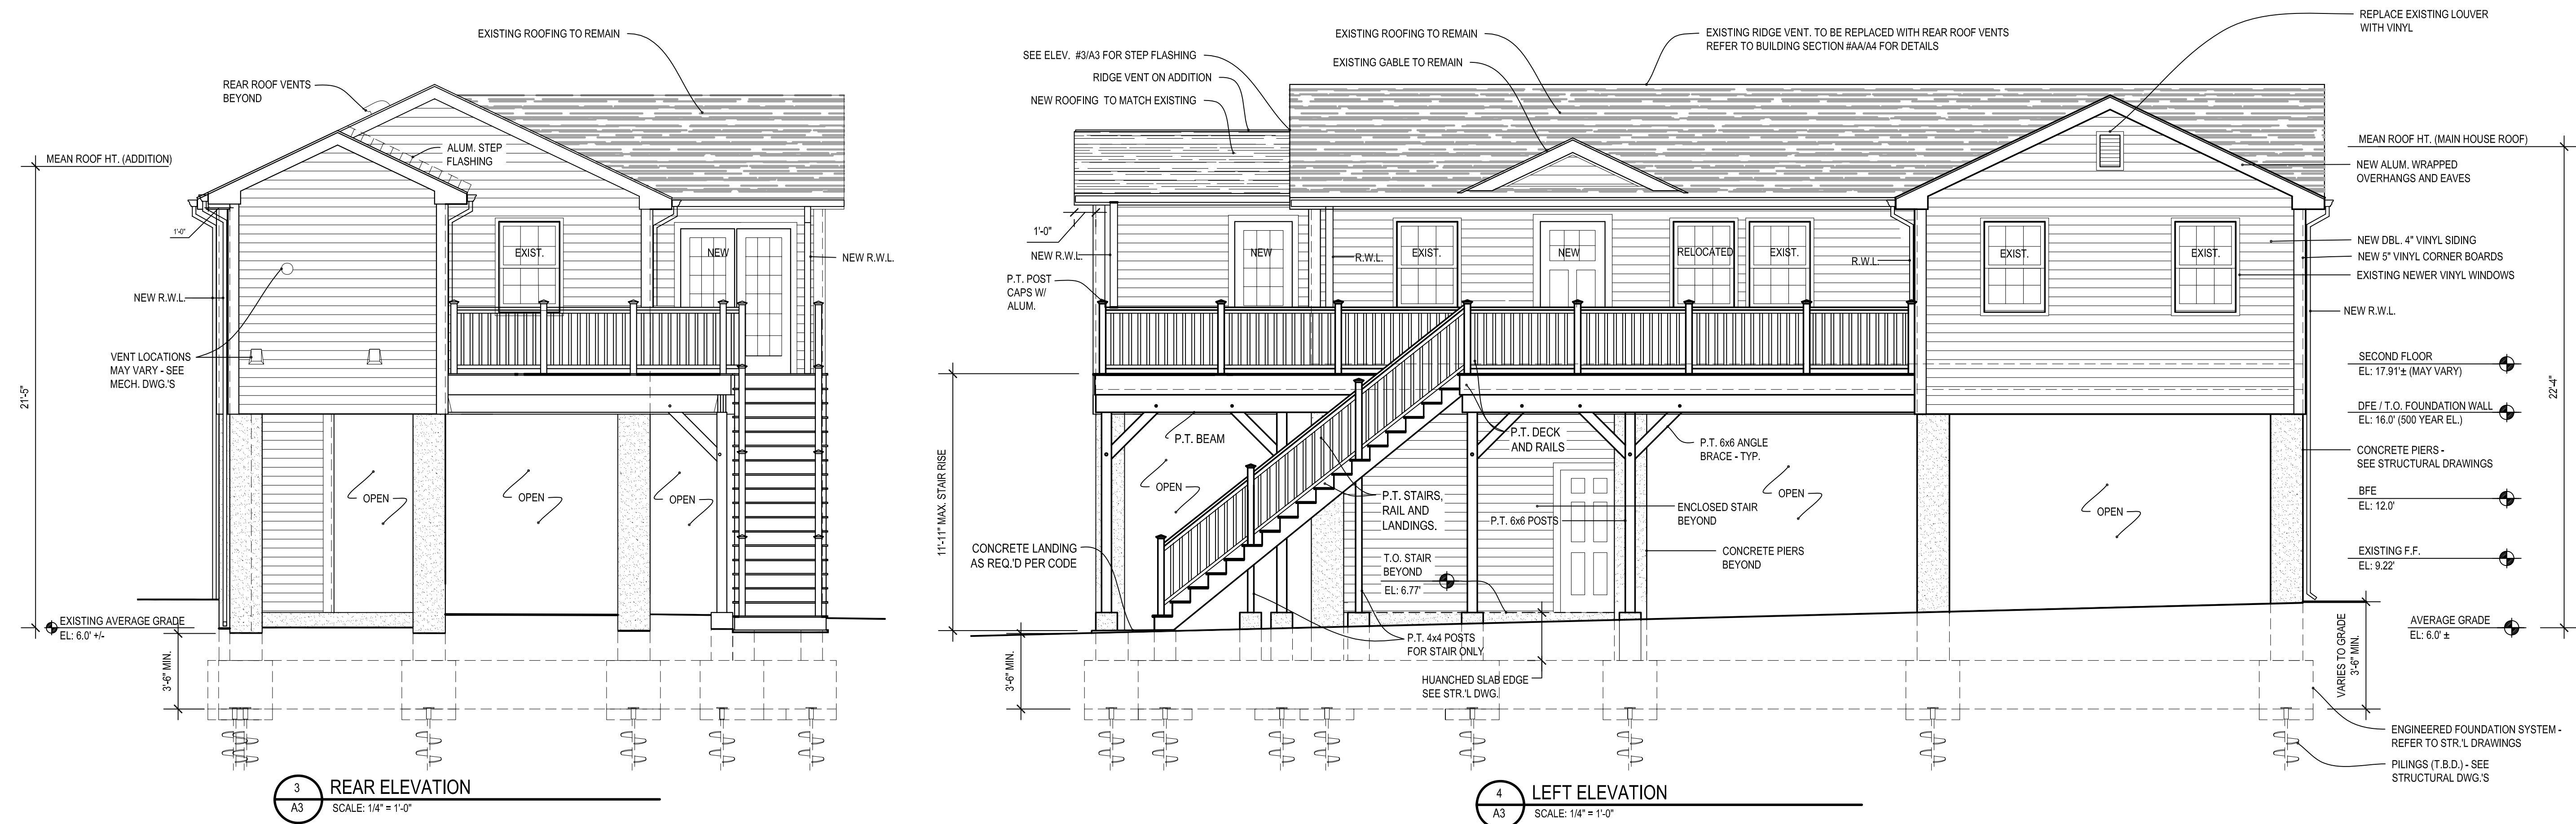 EXISTING ROOFING TO REMAIN
REAR ROOF VENTS
BEYOND
ALUM. STEP
FLASHING
MEAN ROOF HT. (ADDITION)
1'-0"
EXIST.
NEW
NEW R.W.L.
NEW R.W.L.
VENT LOCATIONS
MAY VARY - SEE
MECH. DWG.'S
21'-5"
OPEN
OPEN
OPEN
EXISTING AVERAGE GRADE
EL: 6.0' +/-
3'-6" MIN.
3
A3
REAR ELEVATION
SCALE: 1/4" = 1'-0"
EXISTING ROOFING TO REMAIN
SEE ELEV. #3/A3 FOR STEP FLASHING
EXISTING GABLE TO REMAIN
RIDGE VENT ON ADDITION
NEW ROOFING TO MATCH EXISTING
EXISTING RIDGE VENT. TO BE REPLACED WITH REAR ROOF VENTS
REFER TO BUILDING SECTION #AA/A4 FOR DETAILS
REPLACE EXISTING LOUVER
WITH VINYL
MEAN ROOF HT. (MAIN HOUSE ROOF)
NEW ALUM. WRAPPED
OVERHANGS AND EAVES
1'-0"
NEW R.W.L.
P.T. POST
CAPS W/
ALUM.
NEW
R.W.L.
EXIST.
NEW
RELOCATED
EXIST.
R.W.L.
EXIST.
EXIST.
NEW DBL. 4" VINYL SIDING
NEW 5" VINYL CORNER BOARDS
EXISTING NEWER VINYL WINDOWS
NEW R.W.L.
SECOND FLOOR
EL: 17.91'± (MAY VARY)
22'-4"
DFE / T.O. FOUNDATION WALL
EL: 16.0' (500 YEAR EL.)
CONCRETE PIERS -
SEE STRUCTURAL DRAWINGS
BFE
EL: 12.0'
EXISTING F.F.
EL: 9.22'
AVERAGE GRADE
EL: 6.0' ±
11'-11" MAX. STAIR RISE
P.T. BEAM
OPEN
P.T. DECK
AND RAILS
P.T. 6x6 ANGLE
BRACE - TYP.
OPEN
OPEN
P.T. STAIRS,
RAIL AND
LANDINGS.
P.T. 6x6 POSTS
ENCLOSED STAIR
BEYOND
CONCRETE PIERS
BEYOND
CONCRETE LANDING
AS REQ.'D PER CODE
T.O. STAIR
BEYOND
EL: 6.77'
P.T. 4x4 POSTS
FOR STAIR ONLY
HUANCHED SLAB EDGE
SEE STR.'L DWG.
3'-6" MIN.
VARIES TO GRADE
3'-6" MIN.
ENGINEERED FOUNDATION SYSTEM -
REFER TO STR.'L DRAWINGS
PILINGS (T.B.D.) - SEE
STRUCTURAL DWG.'S
4
A3
LEFT ELEVATION
SCALE: 1/4" = 1'-0"